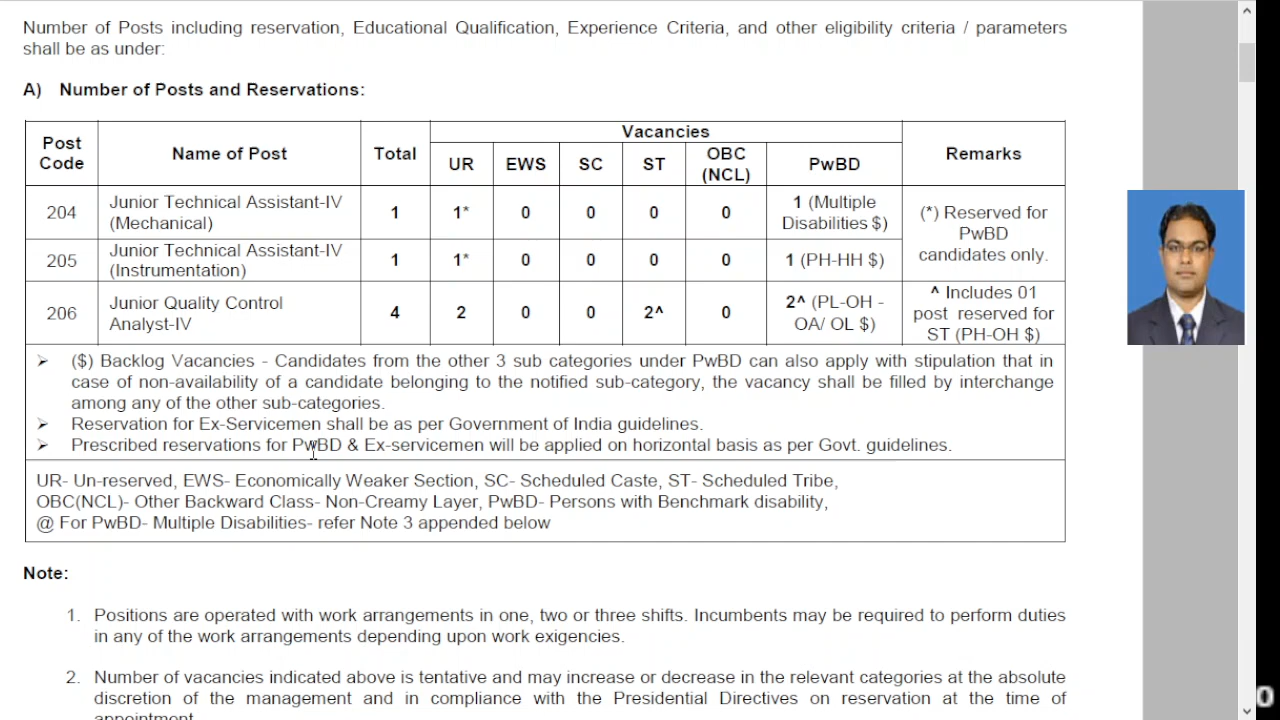 Number of Posts including reservation, Educational Qualification, Experience Criteria, and other eligibility criteria / parameters
shall be as under:
A) Number of Posts and Reservations:
Post Code Name of Post Total Vacancies Remarks
UR EWS SC ST OBC (NCL) PwBD
204 Junior Technical Assistant-IV (Mechanical) 1 1* 0 0 0 0 1 (Multiple Disabilities $) (*) Reserved for PwBD candidates only.
205 Junior Technical Assistant-IV (Instrumentation) 1 1* 0 0 0 0 1 (PH-HH $)
206 Junior Quality Control Analyst-IV 4 2 0 0 2^ 0 2^ (PL-OH - OA/ OL $) ^ Includes 01 post reserved for ST (PH-OH $)
➢ ($) Backlog Vacancies - Candidates from the other 3 sub categories under PwBD can also apply with stipulation that in
case of non-availability of a candidate belonging to the notified sub-category, the vacancy shall be filled by interchange
among any of the other sub-categories.
➢ Reservation for Ex-Servicemen shall be as per Government of India guidelines.
➢ Prescribed reservations for PwBD & Ex-servicemen will be applied on horizontal basis as per Govt. guidelines.
UR- Un-reserved, EWS- Economically Weaker Section, SC- Scheduled Caste, ST- Scheduled Tribe,
OBC(NCL)- Other Backward Class- Non-Creamy Layer, PwBD- Persons with Benchmark disability,
@ For PwBD- Multiple Disabilities- refer Note 3 appended below
Note:
1. Positions are operated with work arrangements in one, two or three shifts. Incumbents may be required to perform duties
in any of the work arrangements depending upon work exigencies.
2. Number of vacancies indicated above is tentative and may increase or decrease in the relevant categories at the absolute
discretion of the management and in compliance with the Presidential Directives on reservation at the time of
appointment